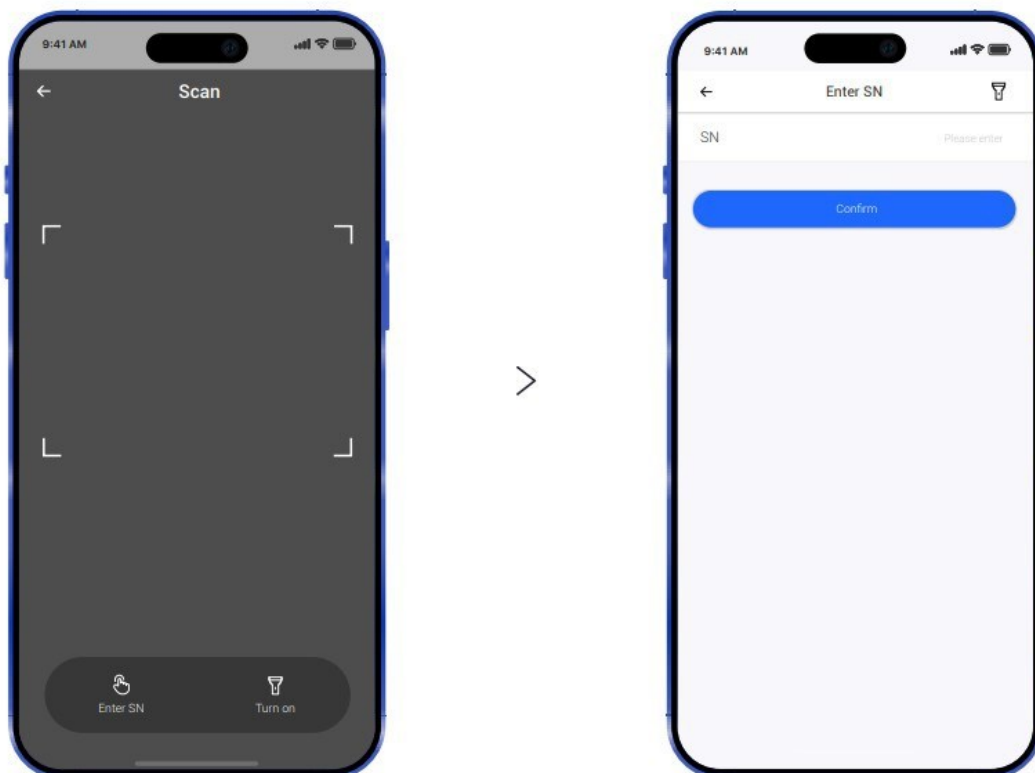 9:41 AM
Scan
Enter SN
Turn on
>
9:41 AM
Enter SN
SN
Please enter
Confirm